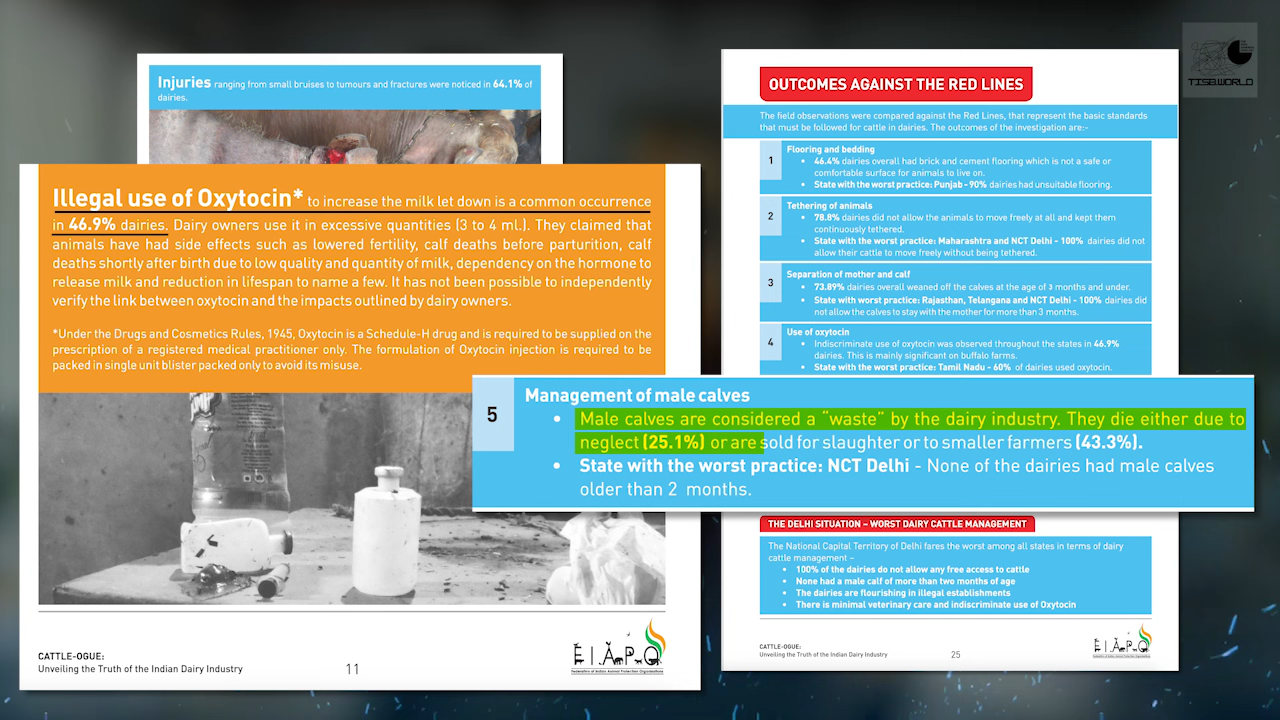 Injuries ranging from small bruises to tumours and fractures were noticed in 64.1% of
dairies.
Illegal use of Oxytocin* to increase the milk let down is a common occurrence
in 46.9% dairies. Dairy owners use it in excessive quantities (3 to 4 ml.). They claimed that
animals have had side effects such as lowered fertility, calf deaths before parturition, calf
deaths shortly after birth due to low quality and quantity of milk, dependency on the hormone to
release milk and reduction in lifespan to name a few. It has not been possible to independently
verify the link between oxytocin and the impacts outlined by dairy owners.
*Under the Drugs and Cosmetics Rules, 1945, Oxytocin is a Schedule-H drug and is required to be supplied on the
prescription of a registered medical practitioner only. The formulation of Oxytocin injection is required to be
packed in single unit blister packed only to avoid its misuse.
CATTLE-OGUE:
Unveiling the Truth of the Indian Dairy Industry
11
FIAPO
Federation of Indian Animal Protection Organisations
OUTCOMES AGAINST THE RED LINES
The field observations were compared against the Red Lines, that represent the basic standards
that must be followed for cattle in dairies. The outcomes of the investigation are:-
1
Flooring and bedding
• 46.4% dairies overall had brick and cement flooring which is not a safe or
comfortable surface for animals to live on.
• State with the worst practice: Punjab - 90% dairies had unsuitable flooring.
2
Tethering of animals
• 78.8% dairies did not allow the animals to move freely at all and kept them
continuously tethered.
• State with the worst practice: Maharashtra and NCT Delhi - 100% dairies did not
allow their cattle to move freely without being tethered.
3
Separation of mother and calf
• 73.89% dairies overall weaned off the calves at the age of 3 months and under.
• State with worst practice: Rajasthan, Telangana and NCT Delhi - 100% dairies did
not allow the calves to stay with the mother for more than 3 months.
4
Use of oxytocin
• Indiscriminate use of oxytocin was observed throughout the states in 46.9%
dairies. This is mainly significant on buffalo farms.
• State with the worst practice: Tamil Nadu - 60% of dairies used oxytocin.
5
Management of male calves
• Male calves are considered a "waste" by the dairy industry. They die either due to
neglect (25.1%) or are sold for slaughter or to smaller farmers (43.3%).
• State with the worst practice: NCT Delhi - None of the dairies had male calves
older than 2 months.
THE DELHI SITUATION – WORST DAIRY CATTLE MANAGEMENT
The National Capital Territory of Delhi fares the worst among all states in terms of dairy
cattle management –
• 100% of the dairies do not allow any free access to cattle
• None had a male calf of more than two months of age
• The dairies are flourishing in illegal establishments
• There is minimal veterinary care and indiscriminate use of Oxytocin
CATTLE-OGUE:
Unveiling the Truth of the Indian Dairy Industry
25
FIAPO
TISB.WORLD